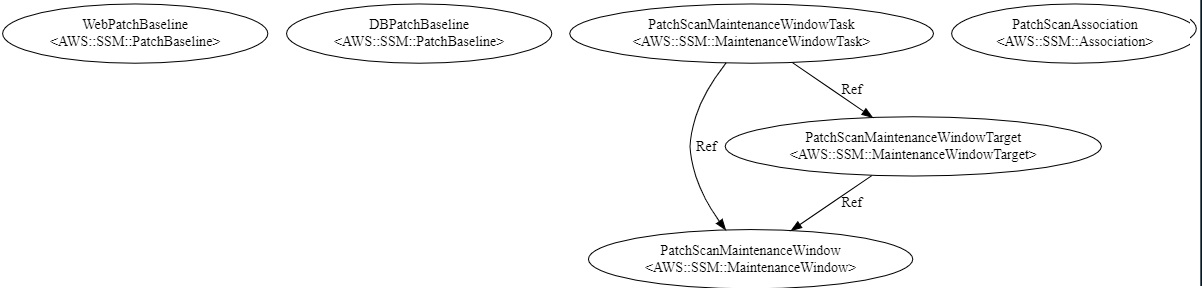 WebPatchBaseline
<AWS::SSM::PatchBaseline>
DBPatchBaseline
<AWS::SSM::PatchBaseline>
PatchScanMaintenanceWindowTask
<AWS::SSM::MaintenanceWindowTask>
PatchScanAssociation
<AWS::SSM::Association>
Ref
PatchScanMaintenanceWindowTarget
<AWS::SSM::MaintenanceWindowTarget>
Ref
Ref
PatchScanMaintenanceWindow
<AWS::SSM::MaintenanceWindow>